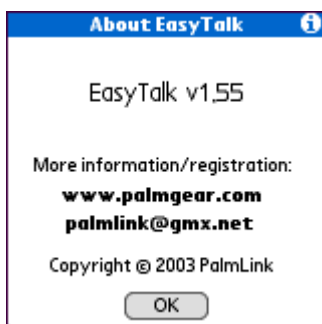 About EasyTalk
EasyTalk v1.55
More information/registration:
www.palmgear.com
palmlink@gmx.net
Copyright © 2003 PalmLink
OK